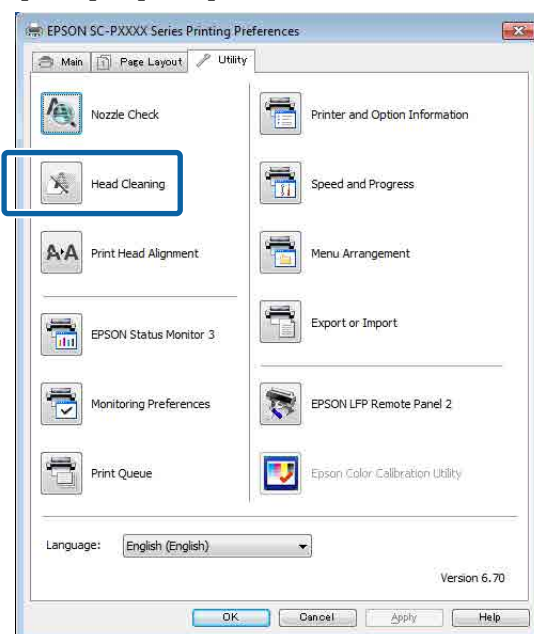 EPSON SC-PXXXX Series Printing Preferences
Main Page Layout Utility
Nozzle Check
Printer and Option Information
Head Cleaning
Speed and Progress
A A Print Head Alignment
Menu Arrangement
Export or Import
EPSON Status Monitor 3
Monitoring Preferences
EPSON LFP Remote Panel 2
Print Queue
Epson Color Calibration Utility
Language: English (English)
Version 6.70
OK Cancel Apply Help